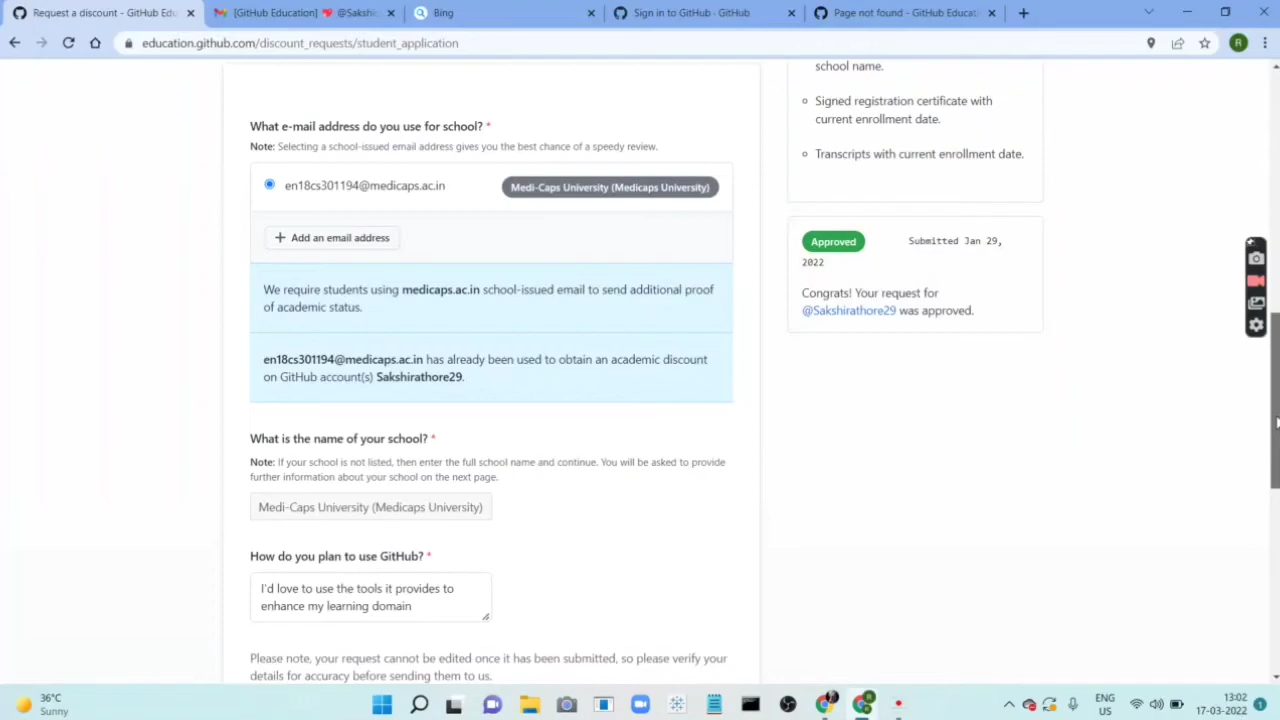 Request a discount - GitHub Edu
[GitHub Education] 💖 @Sakshi
Bing
Sign in to GitHub · GitHub
Page not found - GitHub Educat
education.github.com/discount_requests/student_application
R
What e-mail address do you use for school? *
Note: Selecting a school-issued email address gives you the best chance of a speedy review.
en18cs301194@medicaps.ac.in
Medi-Caps University (Medicaps University)
Add an email address
We require students using medicaps.ac.in school-issued email to send additional proof
of academic status.
en18cs301194@medicaps.ac.in has already been used to obtain an academic discount
on GitHub account(s) Sakshirathore29.
What is the name of your school? *
Note: If your school is not listed, then enter the full school name and continue. You will be asked to provide
further information about your school on the next page.
Medi-Caps University (Medicaps University)
How do you plan to use GitHub? *
I'd love to use the tools it provides to
enhance my learning domain
Please note, your request cannot be edited once it has been submitted, so please verify your
details for accuracy before sending them to us.
school name.
Signed registration certificate with
current enrollment date.
Transcripts with current enrollment date.
Approved
Submitted Jan 29,
2022
Congrats! Your request for
@Sakshirathore29 was approved.
36°C
Sunny
ENG
US
13:02
17-03-2022
1